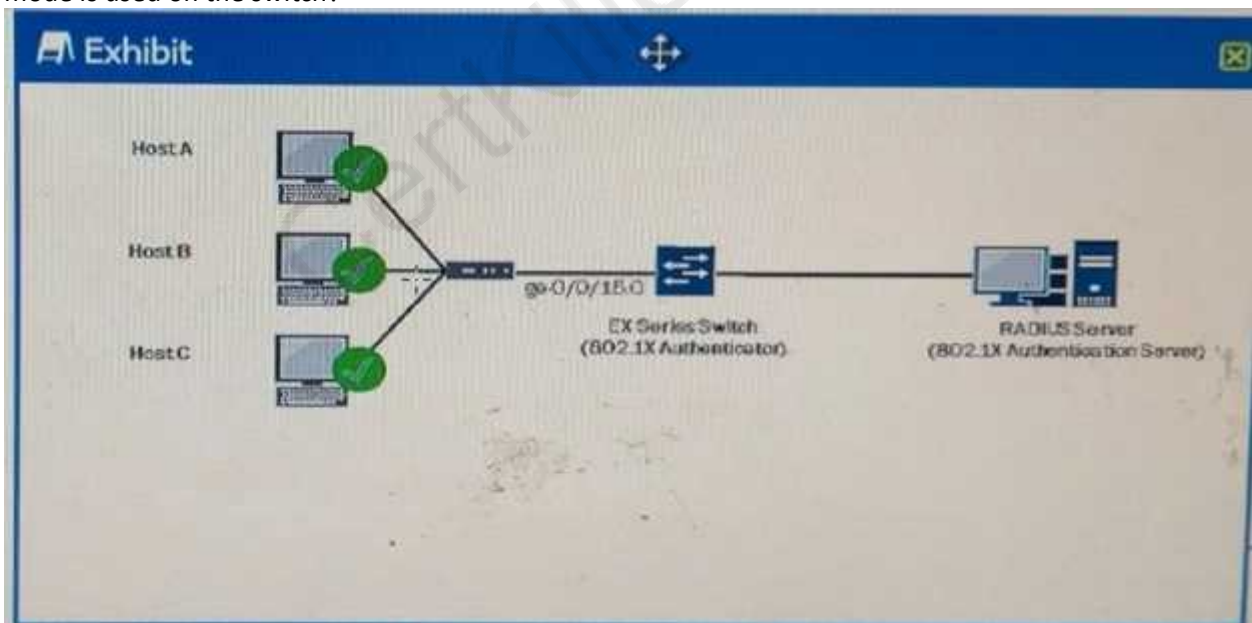 mode is used on the switch?
Exhibit
Host A
Host B
Host C
ge-0/0/15.0
EX Series Switch
(802.1X Authenticator)
RADIUS Server
(802.1X Authentication Server)